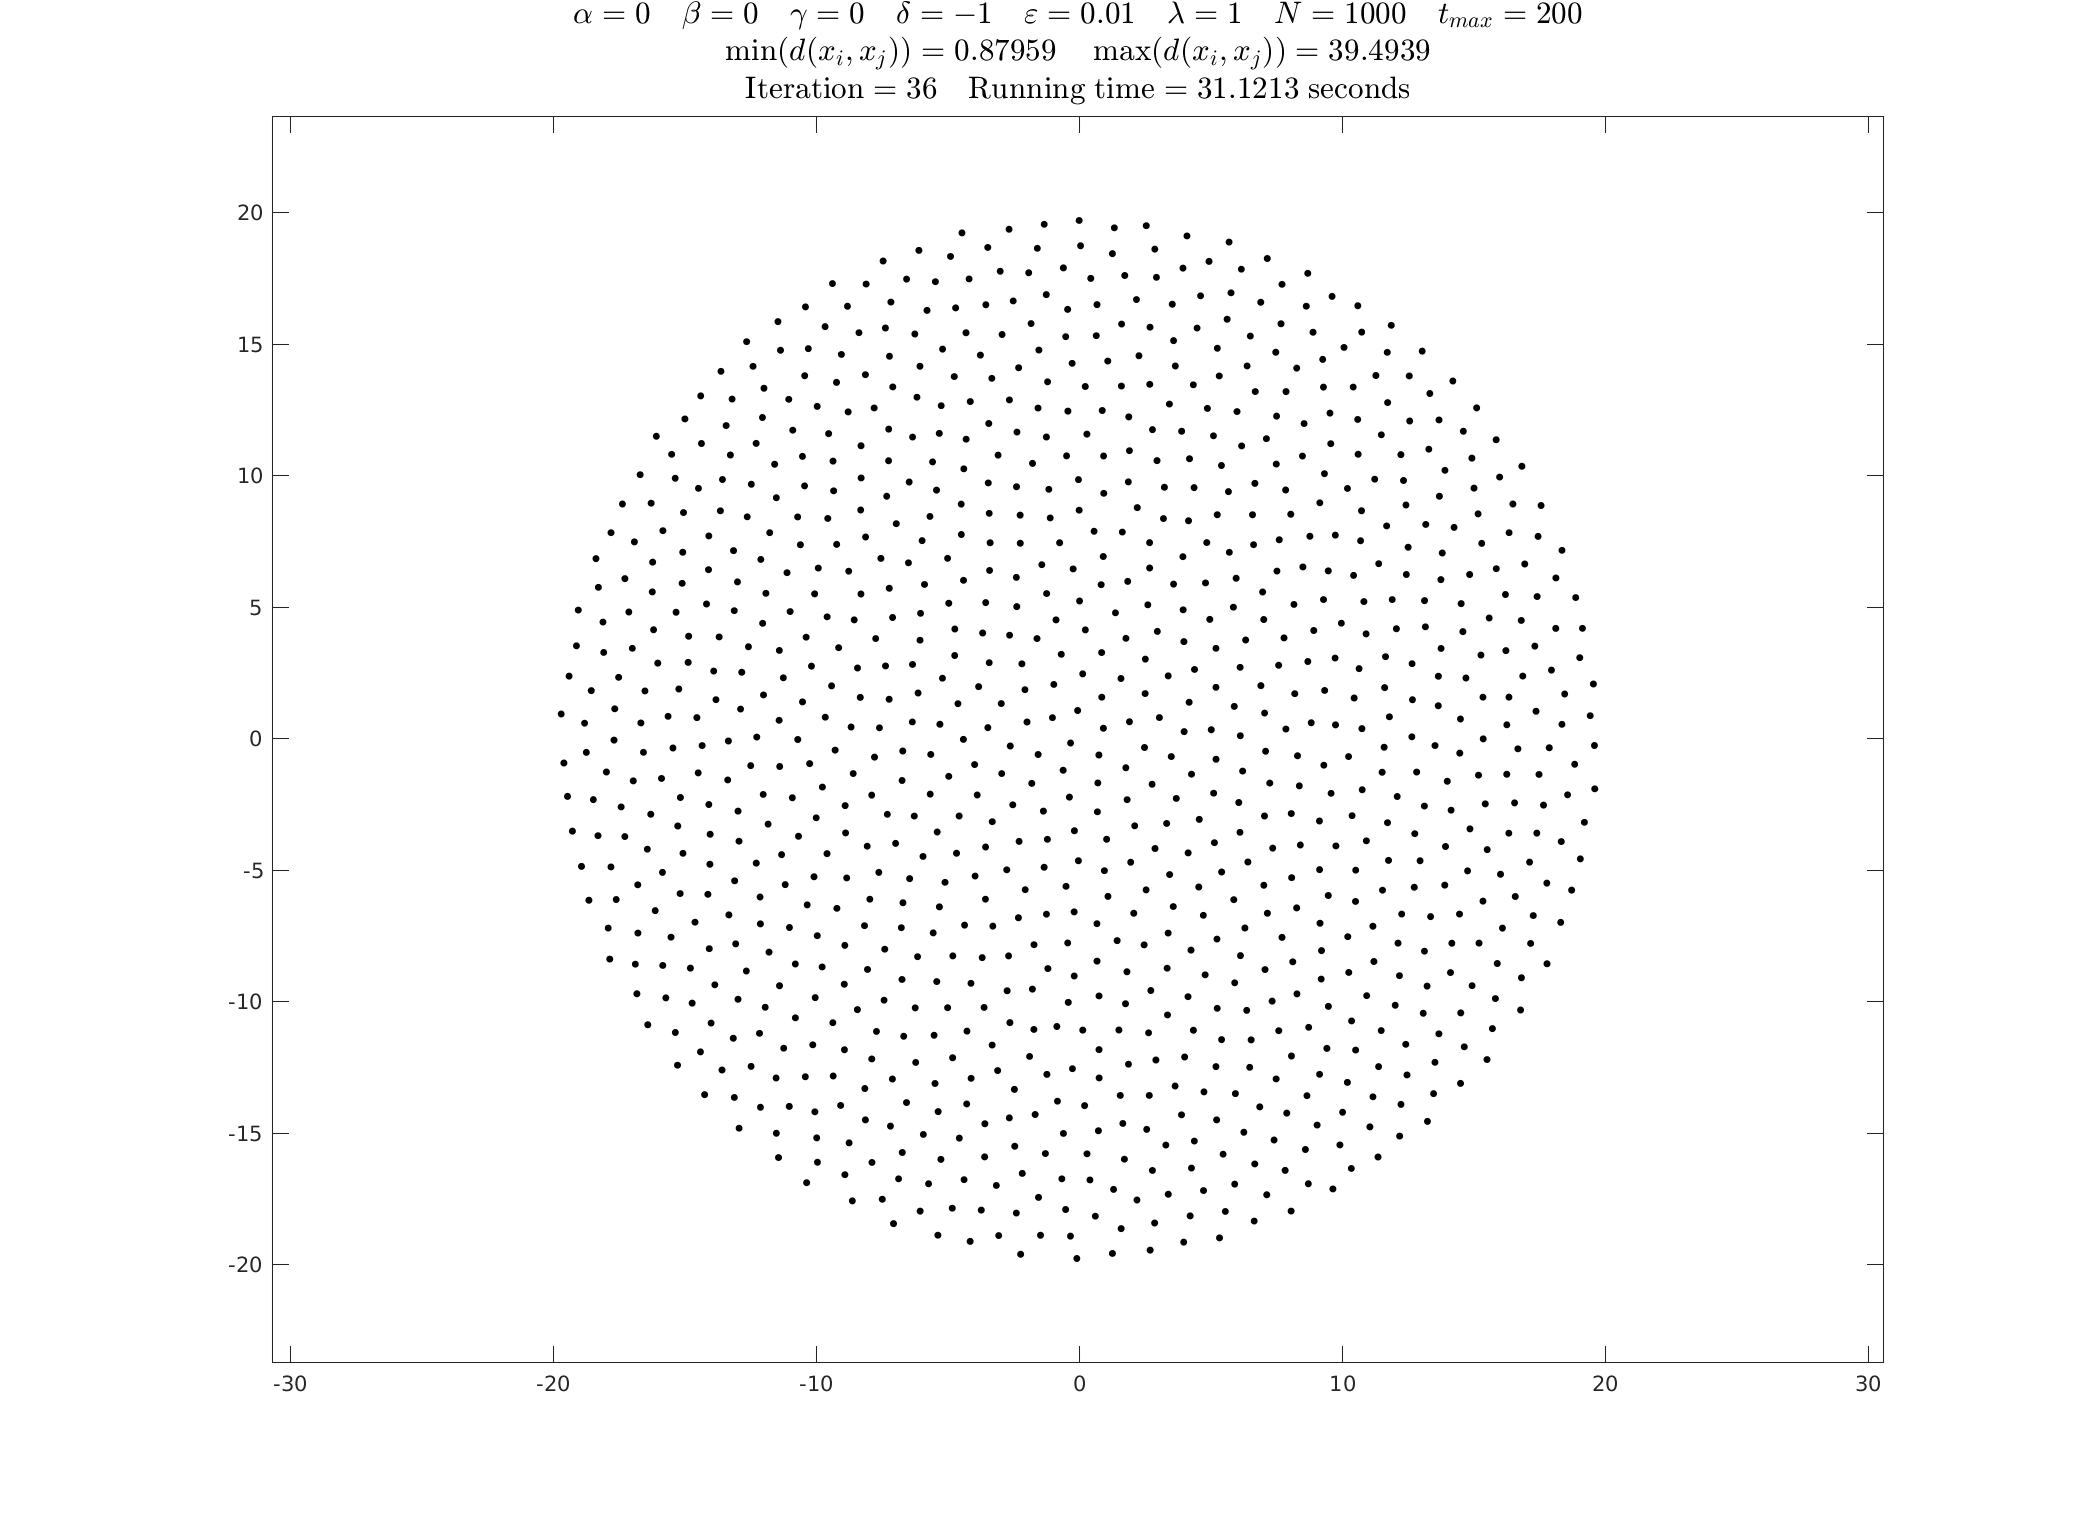 α = 0 β = 0 γ = 0 δ = −1 ε = 0.01 λ = 1 N = 1000 t_max = 200
min(d(x_i, x_j)) = 0.87959 max(d(x_i, x_j)) = 39.4939
Iteration = 36 Running time = 31.1213 seconds
20
15
10
5
0
-5
-10
-15
-20
-30 -20 -10 0 10 20 30